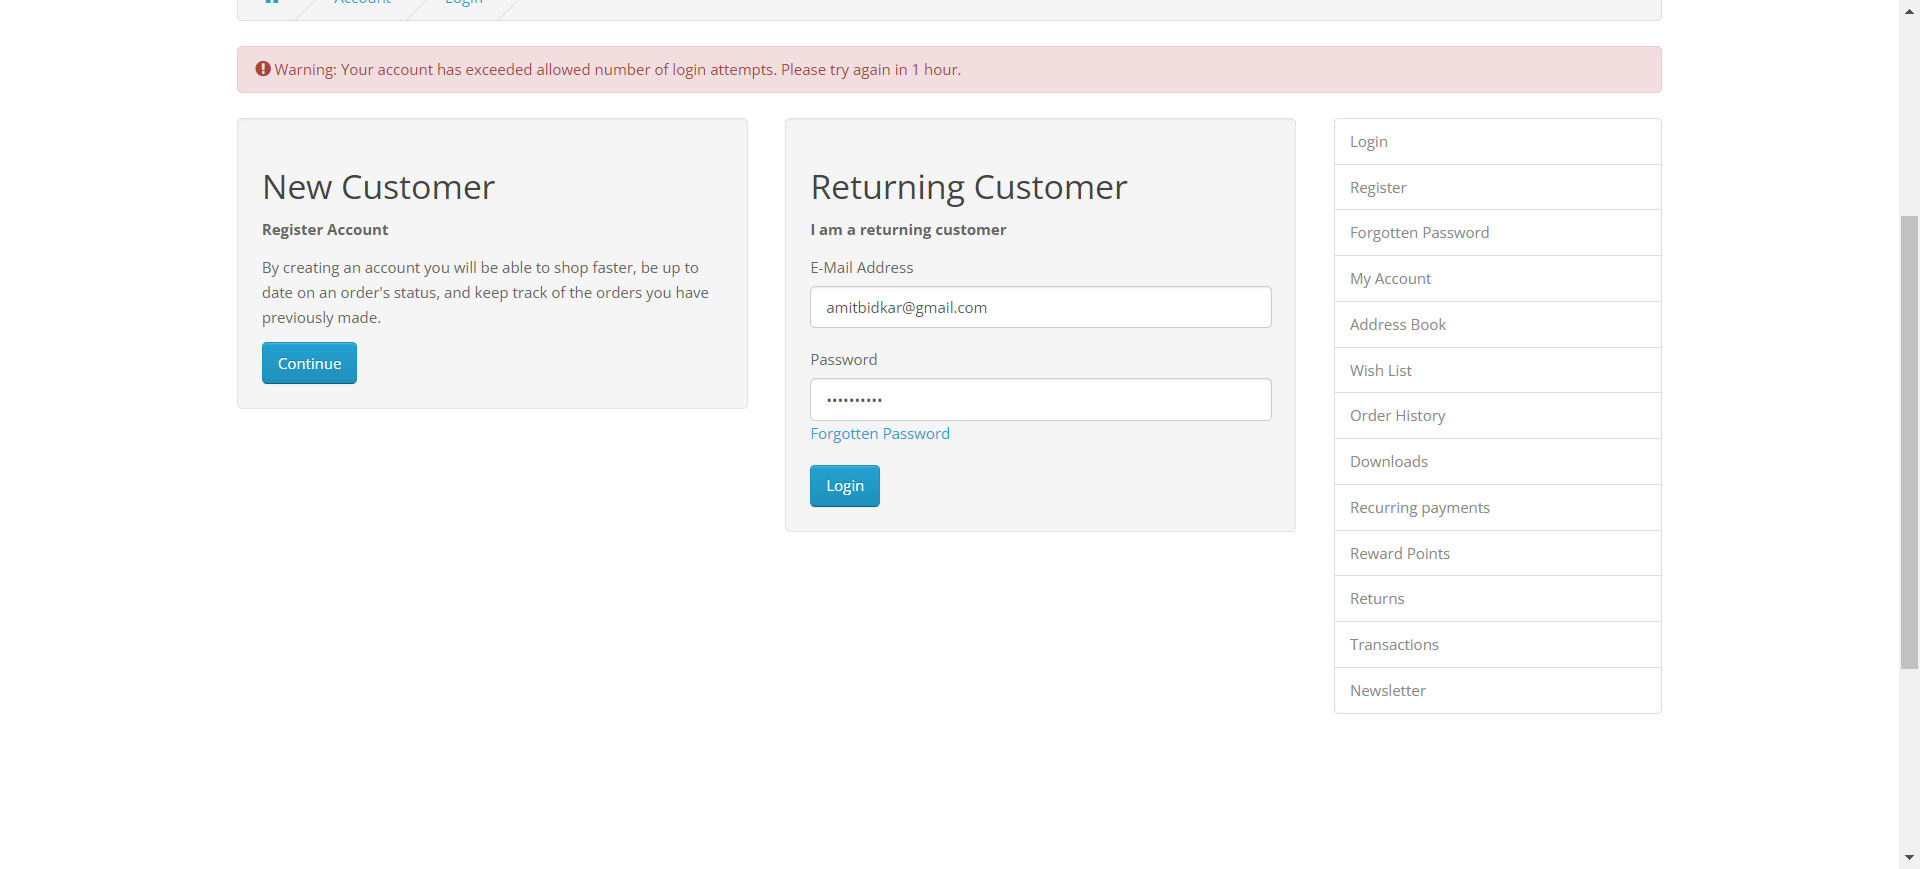 Account
Login
Warning: Your account has exceeded allowed number of login attempts. Please try again in 1 hour.
New Customer
Register Account
By creating an account you will be able to shop faster, be up to
date on an order's status, and keep track of the orders you have
previously made.
Continue
Returning Customer
I am a returning customer
E-Mail Address
amitbidkar@gmail.com
Password
••••••••••
Forgotten Password
Login
Login
Register
Forgotten Password
My Account
Address Book
Wish List
Order History
Downloads
Recurring payments
Reward Points
Returns
Transactions
Newsletter